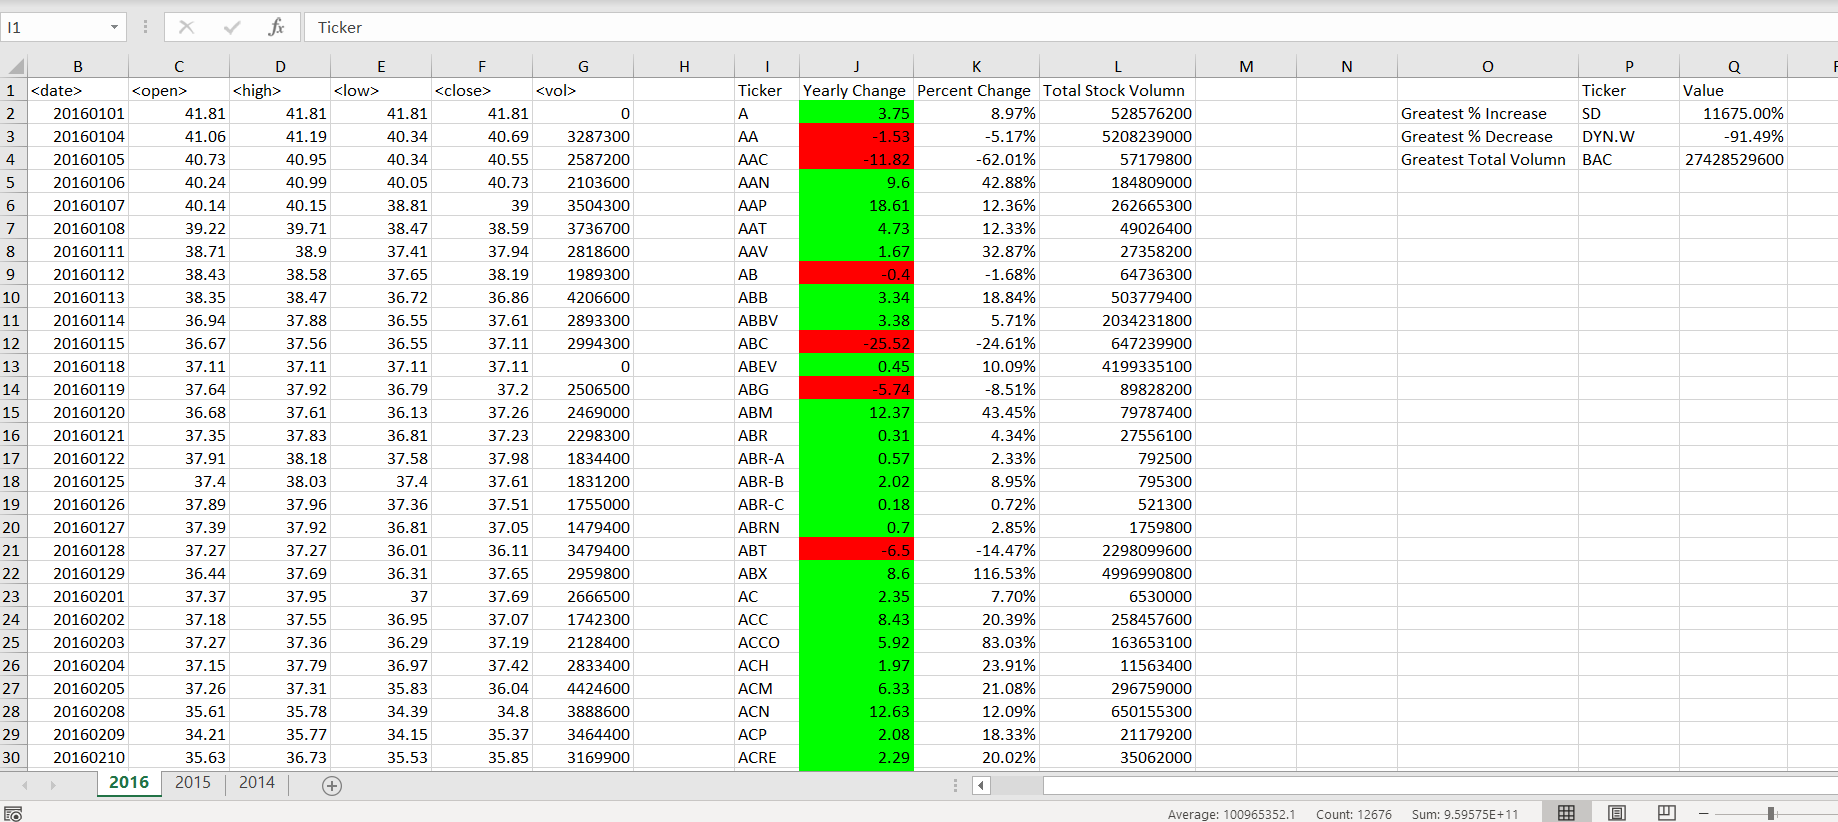 I1 fx Ticker
B C D E F G H I J K L M N O P Q
1 <date> <open> <high> <low> <close> <vol> Ticker Yearly Change Percent Change Total Stock Volumn Ticker Value
2 20160101 41.81 41.81 41.81 41.81 0 A 3.75 8.97% 528576200 Greatest % Increase SD 11675.00%
3 20160104 41.06 41.19 40.34 40.69 3287300 AA -1.53 -5.17% 5208239000 Greatest % Decrease DYN.W -91.49%
4 20160105 40.73 40.95 40.34 40.55 2587200 AAC -11.82 -62.01% 57179800 Greatest Total Volumn BAC 27428529600
5 20160106 40.24 40.99 40.05 40.73 2103600 AAN 9.6 42.88% 184809000
6 20160107 40.14 40.15 38.81 39 3504300 AAP 18.61 12.36% 262665300
7 20160108 39.22 39.71 38.47 38.59 3736700 AAT 4.73 12.33% 49026400
8 20160111 38.71 38.9 37.41 37.94 2818600 AAV 1.67 32.87% 27358200
9 20160112 38.43 38.58 37.65 38.19 1989300 AB -0.4 -1.68% 64736300
10 20160113 38.35 38.47 36.72 36.86 4206600 ABB 3.34 18.84% 503779400
11 20160114 36.94 37.88 36.55 37.61 2893300 ABBV 3.38 5.71% 2034231800
12 20160115 36.67 37.56 36.55 37.11 2994300 ABC -25.52 -24.61% 647239900
13 20160118 37.11 37.11 37.11 37.11 0 ABEV 0.45 10.09% 4199335100
14 20160119 37.64 37.92 36.79 37.2 2506500 ABG -5.74 -8.51% 89828200
15 20160120 36.68 37.61 36.13 37.26 2469000 ABM 12.37 43.45% 79787400
16 20160121 37.35 37.83 36.81 37.23 2298300 ABR 0.31 4.34% 27556100
17 20160122 37.91 38.18 37.58 37.98 1834400 ABR-A 0.57 2.33% 792500
18 20160125 37.4 38.03 37.4 37.61 1831200 ABR-B 2.02 8.95% 795300
19 20160126 37.89 37.96 37.36 37.51 1755000 ABR-C 0.18 0.72% 521300
20 20160127 37.39 37.92 36.81 37.05 1479400 ABRN 0.7 2.85% 1759800
21 20160128 37.27 37.27 36.01 36.11 3479400 ABT -6.5 -14.47% 2298099600
22 20160129 36.44 37.69 36.31 37.65 2959800 ABX 8.6 116.53% 4996990800
23 20160201 37.37 37.95 37 37.69 2666500 AC 2.35 7.70% 6530000
24 20160202 37.18 37.55 36.95 37.07 1742300 ACC 8.43 20.39% 258457600
25 20160203 37.27 37.36 36.29 37.19 2128400 ACCO 5.92 83.03% 163653100
26 20160204 37.15 37.79 36.97 37.42 2833400 ACH 1.97 23.91% 11563400
27 20160205 37.26 37.31 35.83 36.04 4424600 ACM 6.33 21.08% 296759000
28 20160208 35.61 35.78 34.39 34.8 3888600 ACN 12.63 12.09% 650155300
29 20160209 34.21 35.77 34.15 35.37 3464400 ACP 2.08 18.33% 21179200
30 20160210 35.63 36.73 35.53 35.85 3169900 ACRE 2.29 20.02% 35062000
2016 2015 2014
Average: 100965352.1 Count: 12676 Sum: 9.59575E+11